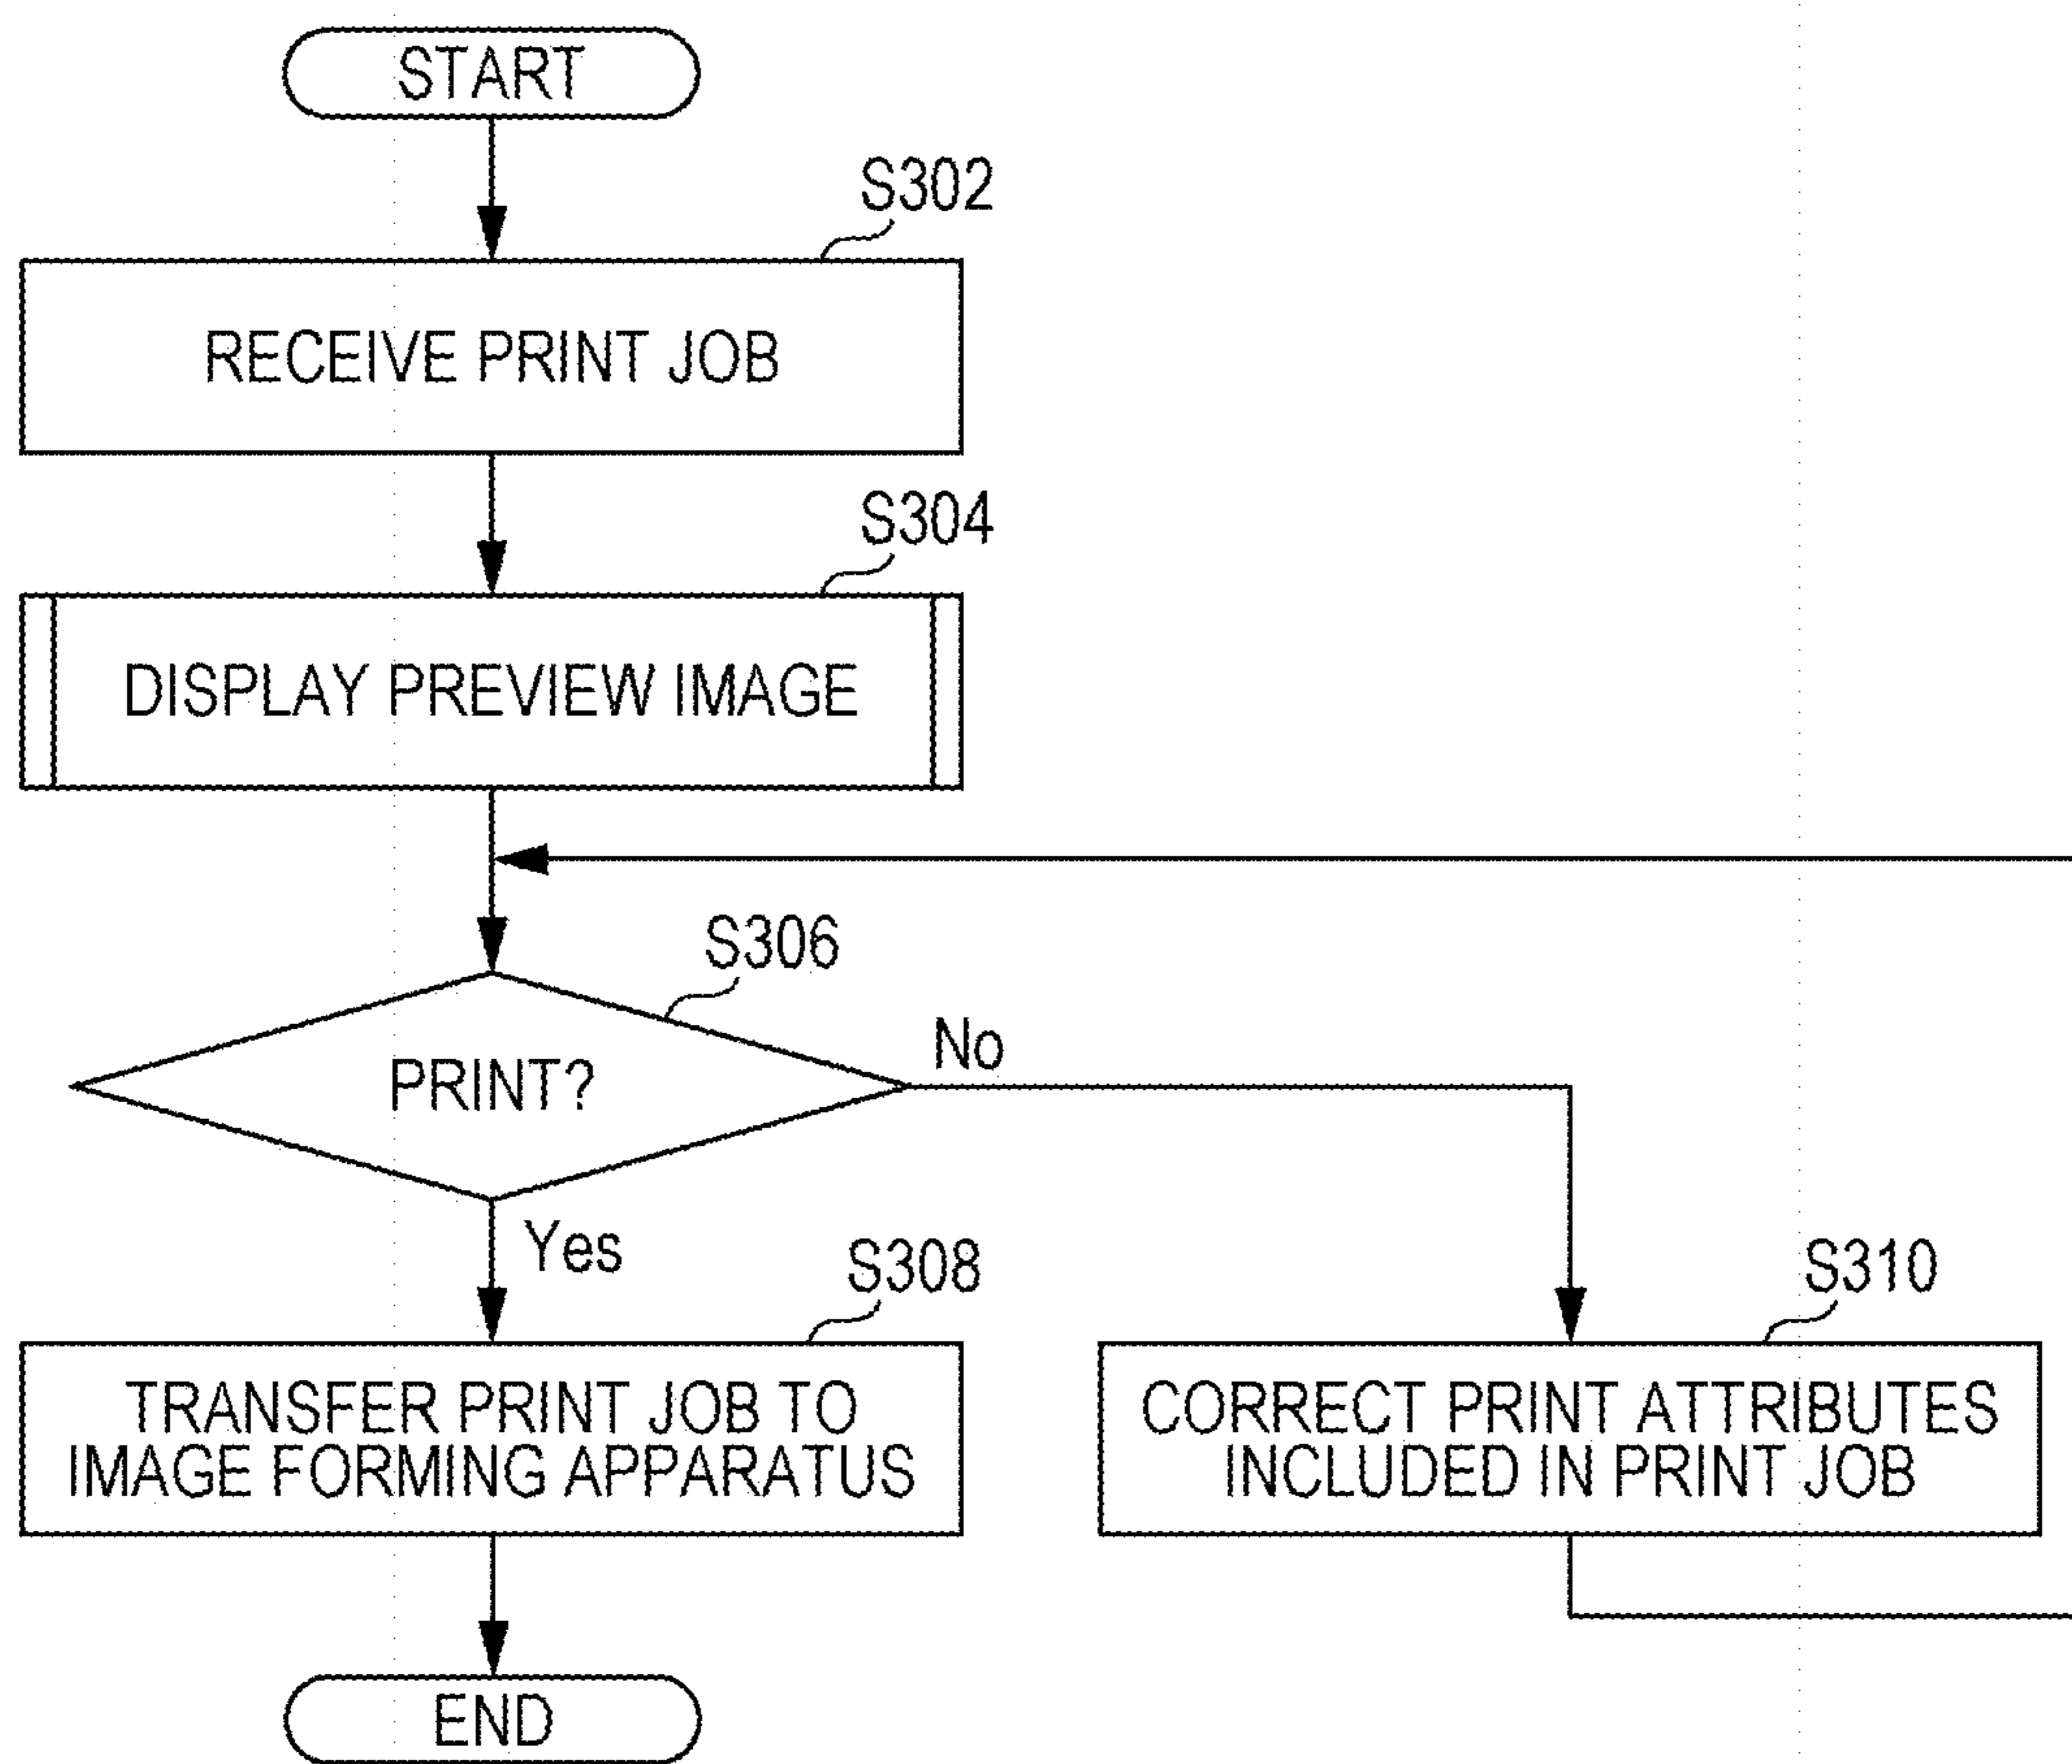 START
S302
RECEIVE PRINT JOB
S304
DISPLAY PREVIEW IMAGE
S306
PRINT?
No
Yes
S308
TRANSFER PRINT JOB TO
IMAGE FORMING APPARATUS
S310
CORRECT PRINT ATTRIBUTES
INCLUDED IN PRINT JOB
END